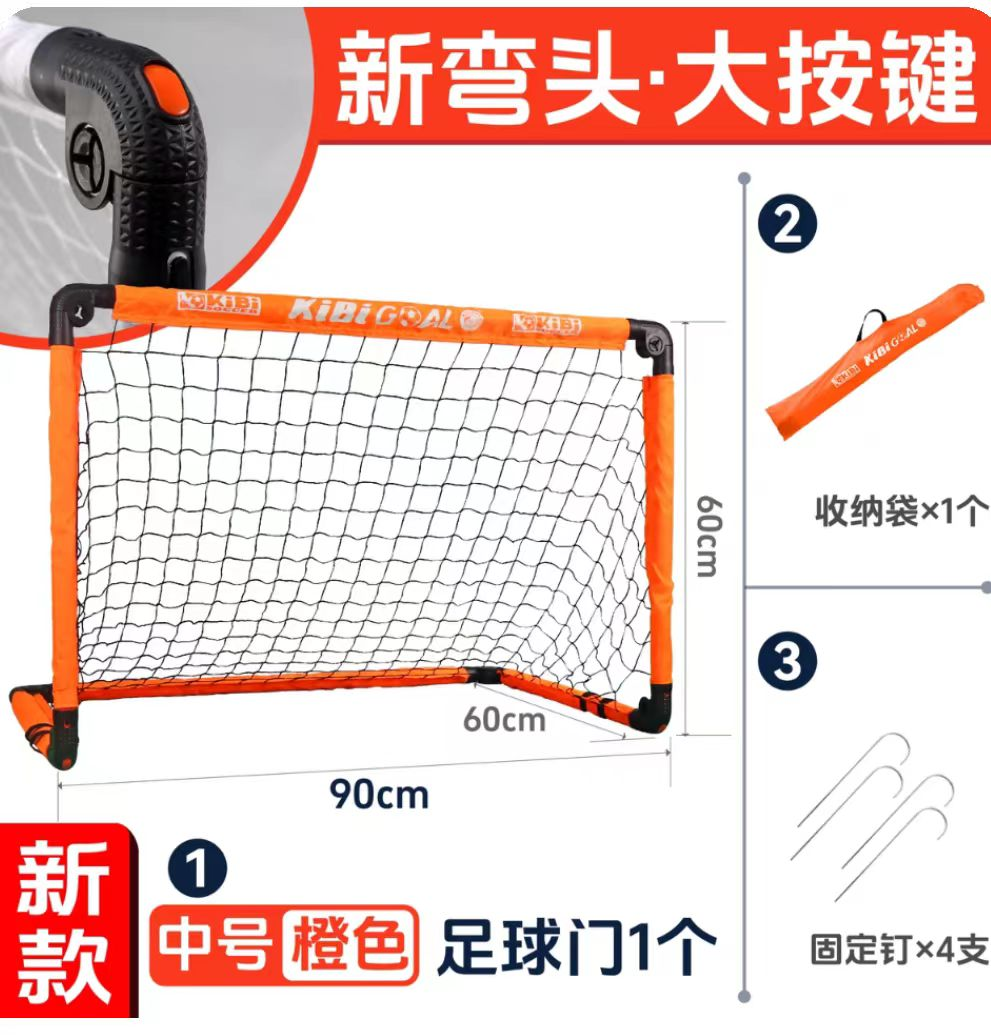 新弯头·大按键
KiBi SOCCER
KiBi GOAL
KiBi
SOCCER
2
KiBi
KiBi GOAL
收纳袋×1个
60cm
60cm
90cm
3
固定钉×4支
新款
1
中号 橙色 足球门1个